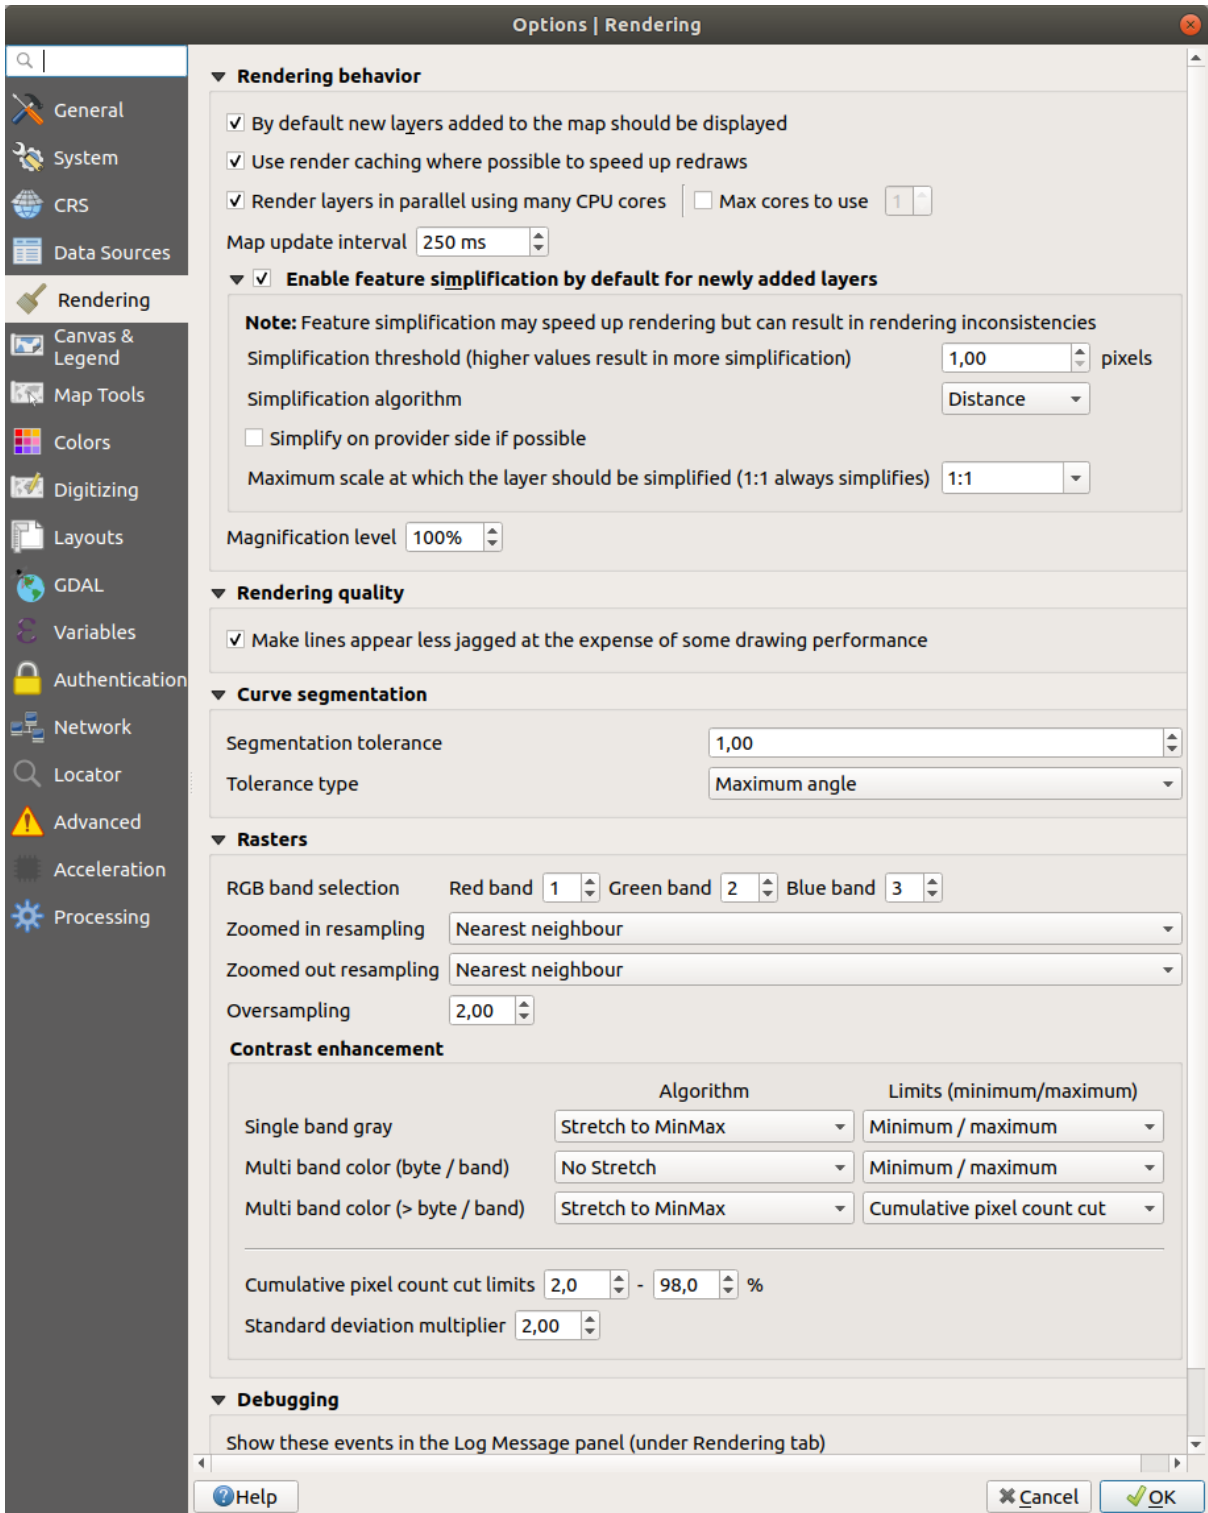 Options | Rendering
General
System
CRS
Data Sources
Rendering
Canvas &
Legend
Map Tools
Colors
Digitizing
Layouts
GDAL
Variables
Authentication
Network
Locator
Advanced
Acceleration
Processing
Rendering behavior
By default new layers added to the map should be displayed
Use render caching where possible to speed up redraws
Render layers in parallel using many CPU cores Max cores to use 1
Map update interval 250 ms
Enable feature simplification by default for newly added layers
Note: Feature simplification may speed up rendering but can result in rendering inconsistencies
Simplification threshold (higher values result in more simplification) 1,00 pixels
Simplification algorithm Distance
Simplify on provider side if possible
Maximum scale at which the layer should be simplified (1:1 always simplifies) 1:1
Magnification level 100%
Rendering quality
Make lines appear less jagged at the expense of some drawing performance
Curve segmentation
Segmentation tolerance 1,00
Tolerance type Maximum angle
Rasters
RGB band selection Red band 1 Green band 2 Blue band 3
Zoomed in resampling Nearest neighbour
Zoomed out resampling Nearest neighbour
Oversampling 2,00
Contrast enhancement
Algorithm Limits (minimum/maximum)
Single band gray Stretch to MinMax Minimum / maximum
Multi band color (byte / band) No Stretch Minimum / maximum
Multi band color (> byte / band) Stretch to MinMax Cumulative pixel count cut
Cumulative pixel count cut limits 2,0 - 98,0 %
Standard deviation multiplier 2,00
Debugging
Show these events in the Log Message panel (under Rendering tab)
Help Cancel OK